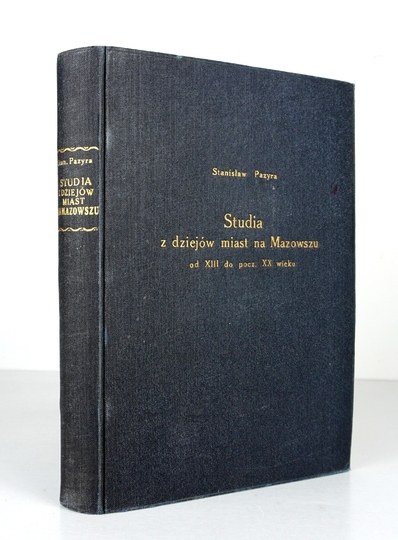 Stan. Pazyra
STUDIA
Z DZIEJÓW
MIAST
NA MAZOWSZU
Stanisław Pazyra
Studia
z dziejów miast na Mazowszu
od XIII do pocz. XX wieku